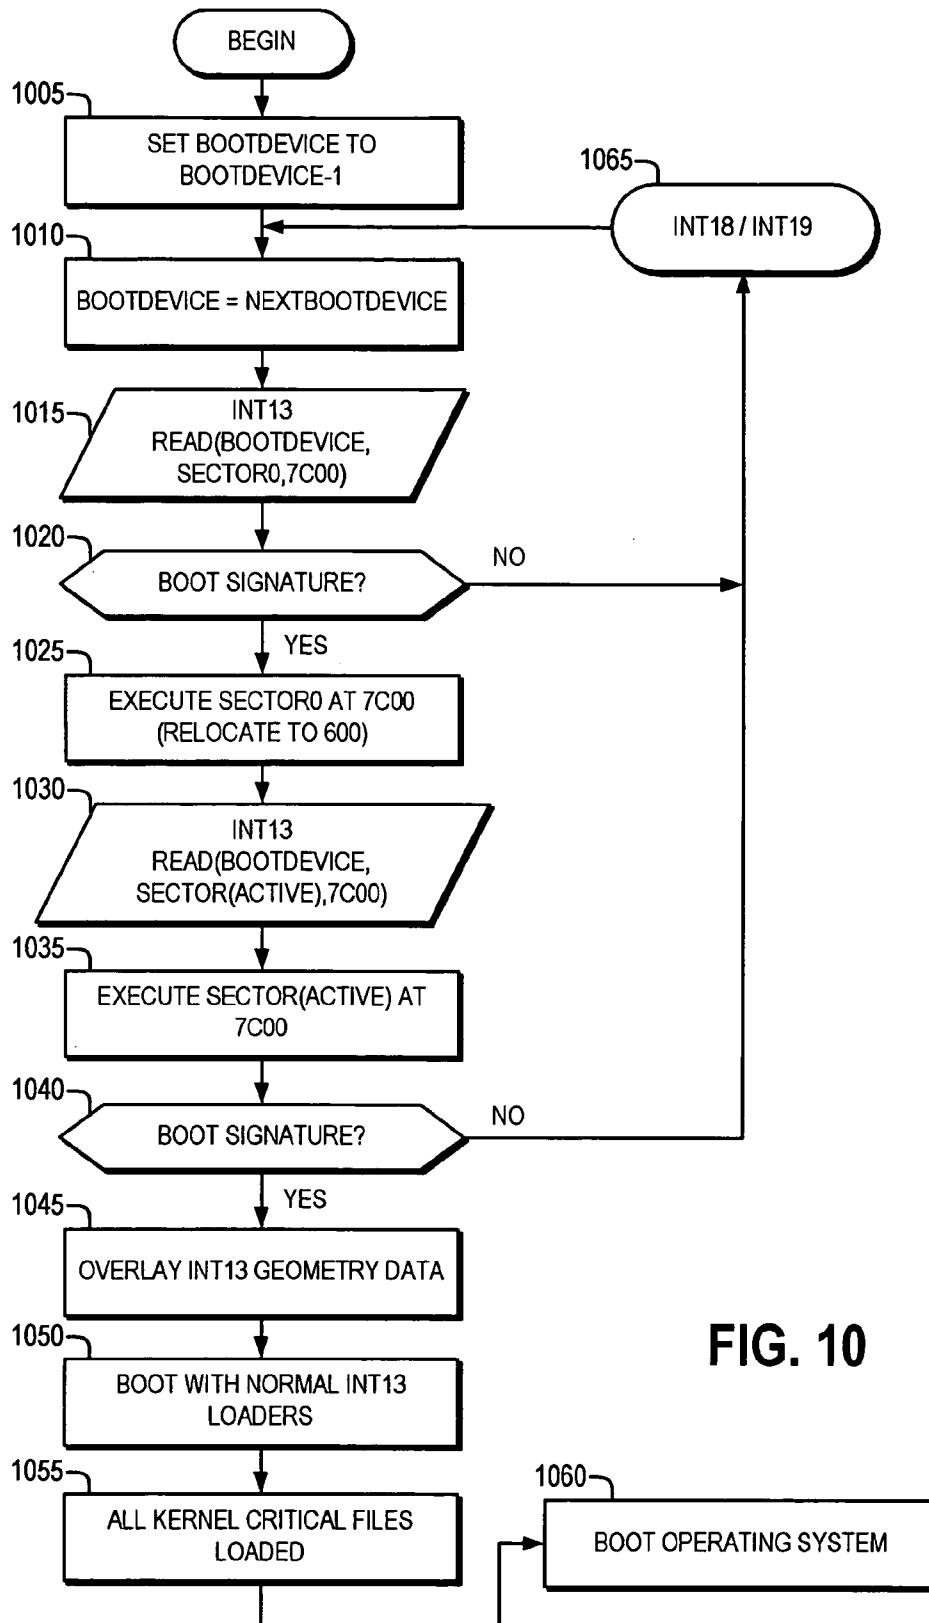 BEGIN
1005
SET BOOTDEVICE TO
BOOTDEVICE-1
1065
INT18 / INT19
1010
BOOTDEVICE = NEXTBOOTDEVICE
1015
INT13
READ(BOOTDEVICE,
SECTOR0,7C00)
1020
BOOT SIGNATURE?
NO
YES
1025
EXECUTE SECTOR0 AT 7C00
(RELOCATE TO 600)
1030
INT13
READ(BOOTDEVICE,
SECTOR(ACTIVE),7C00)
1035
EXECUTE SECTOR(ACTIVE) AT
7C00
1040
BOOT SIGNATURE?
NO
YES
1045
OVERLAY INT13 GEOMETRY DATA
FIG. 10
1050
BOOT WITH NORMAL INT13
LOADERS
1055
ALL KERNEL CRITICAL FILES
LOADED
1060
BOOT OPERATING SYSTEM